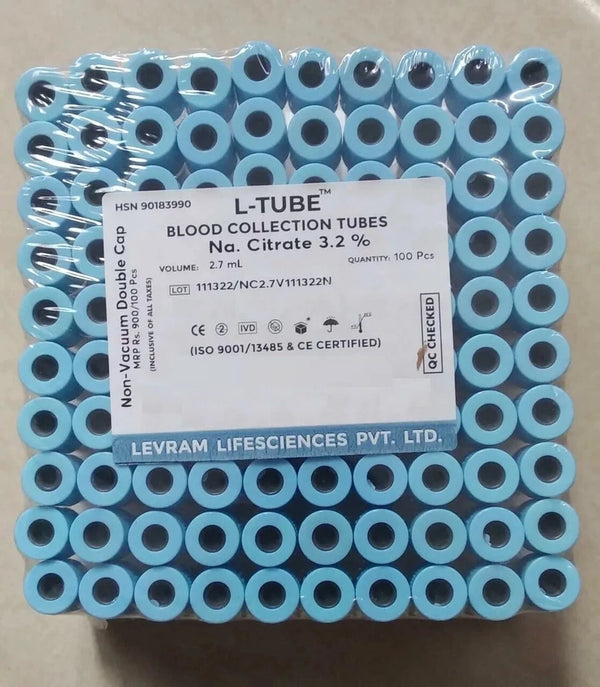 HSN 90183990
L-TUBE™
BLOOD COLLECTION TUBES
Na. Citrate 3.2 %
VOLUME: 2.7 mL
QUANTITY: 100 Pcs
LOT 111322/NC2.7V111322N
CE 2 IVD
(ISO 9001/13485 & CE CERTIFIED)
Non-Vacuum Double Cap
MRP Rs. 900/100 Pcs
(INCLUSIVE OF ALL TAXES)
QC CHECKED
LEVRAM LIFESCIENCES PVT. LTD.